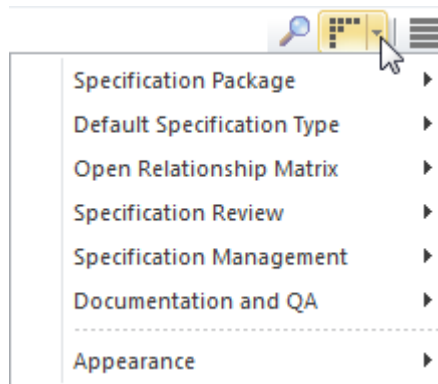 Specification Package
Default Specification Type
Open Relationship Matrix
Specification Review
Specification Management
Documentation and QA
Appearance